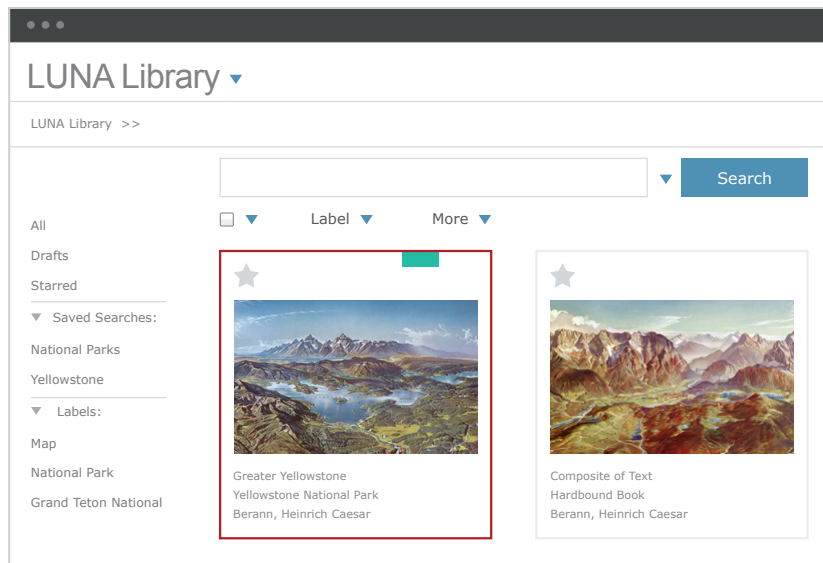 LUNA Library
LUNA Library >>
Search
Label More
All
Drafts
Starred
Saved Searches:
National Parks
Yellowstone
Labels:
Map
National Park
Grand Teton National
Greater Yellowstone
Yellowstone National Park
Berann, Heinrich Caesar
Composite of Text
Hardbound Book
Berann, Heinrich Caesar